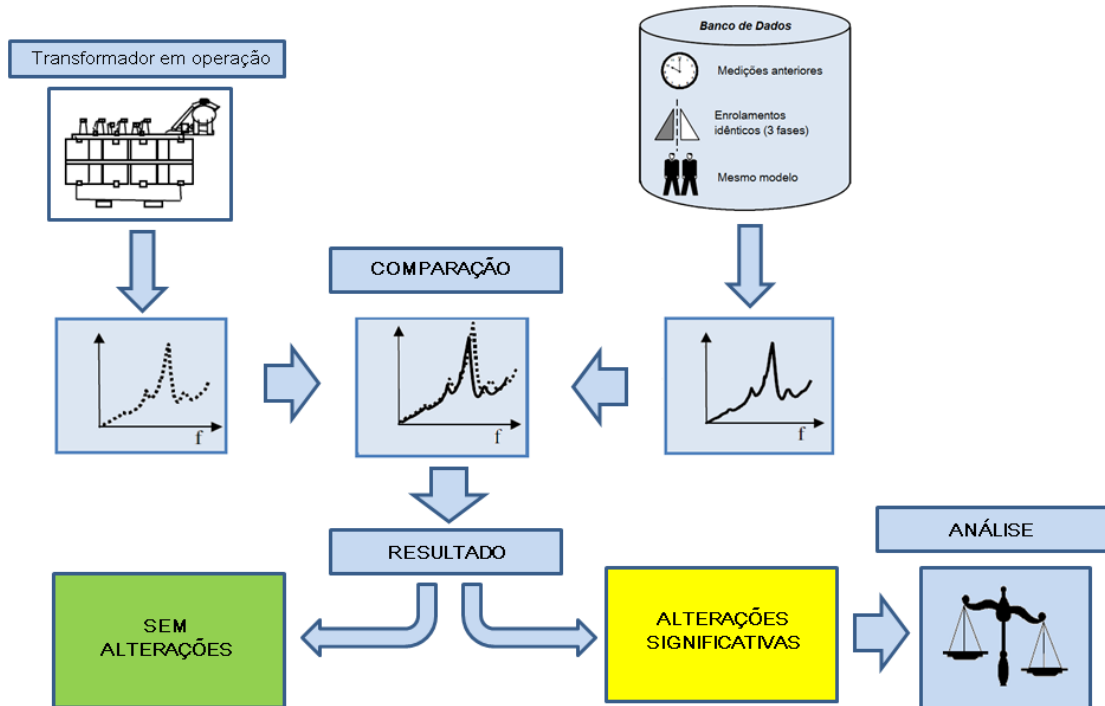 Banco de Dados
Transformador em operação
Medições anteriores
Enrolamentos
idênticos (3 fases)
Mesmo modelo
COMPARAÇÃO
f
f
f
RESULTADO
ANÁLISE
SEM
ALTERAÇÕES
ALTERAÇÕES
SIGNIFICATIVAS